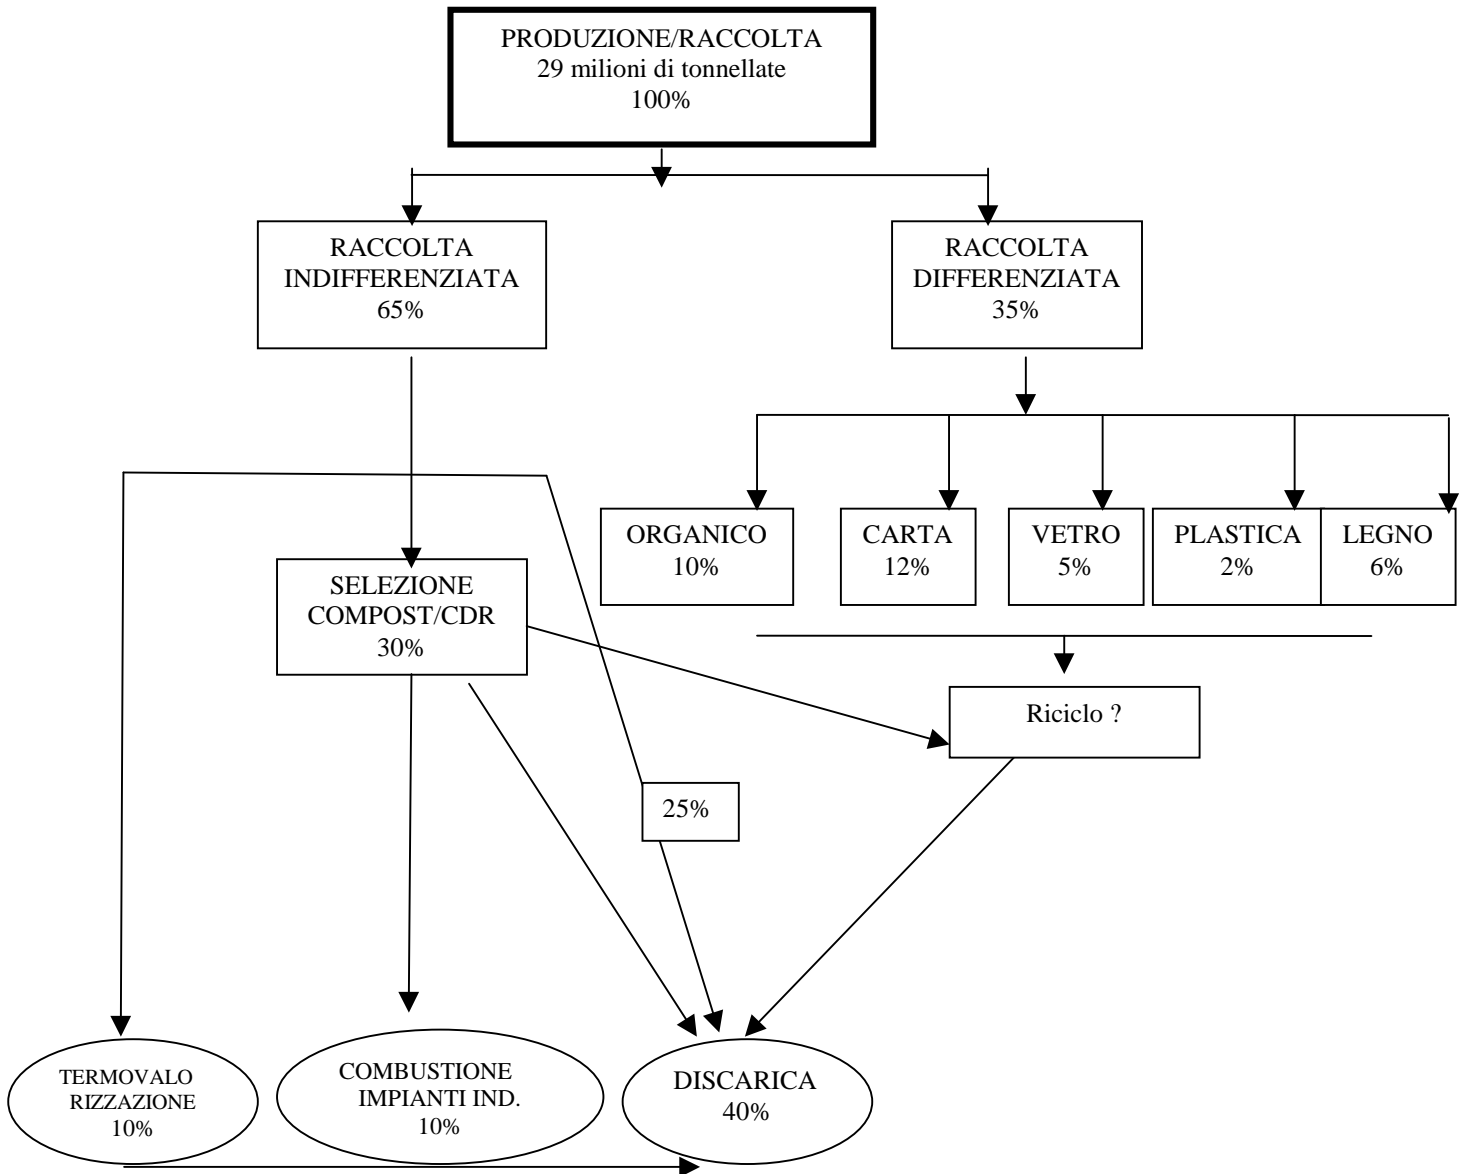 PRODUZIONE/RACCOLTA
29 milioni di tonnellate
100%
RACCOLTA
INDIFFERENZIATA
65%
RACCOLTA
DIFFERENZIATA
35%
ORGANICO
10%
CARTA
12%
VETRO
5%
PLASTICA
2%
LEGNO
6%
SELEZIONE
COMPOST/CDR
30%
Riciclo ?
25%
TERMOVALO
RIZZAZIONE
10%
COMBUSTIONE
IMPIANTI IND.
10%
DISCARICA
40%